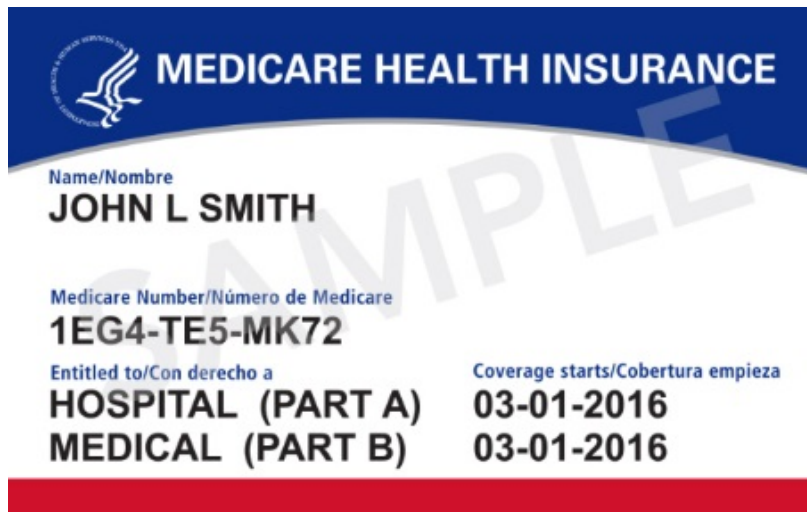 MEDICARE HEALTH INSURANCE
Name/Nombre
JOHN L SMITH
Medicare Number/Número de Medicare
1EG4-TE5-MK72
Entitled to/Con derecho a
HOSPITAL (PART A)
MEDICAL (PART B)
Coverage starts/Cobertura empieza
03-01-2016
03-01-2016
SAMPLE